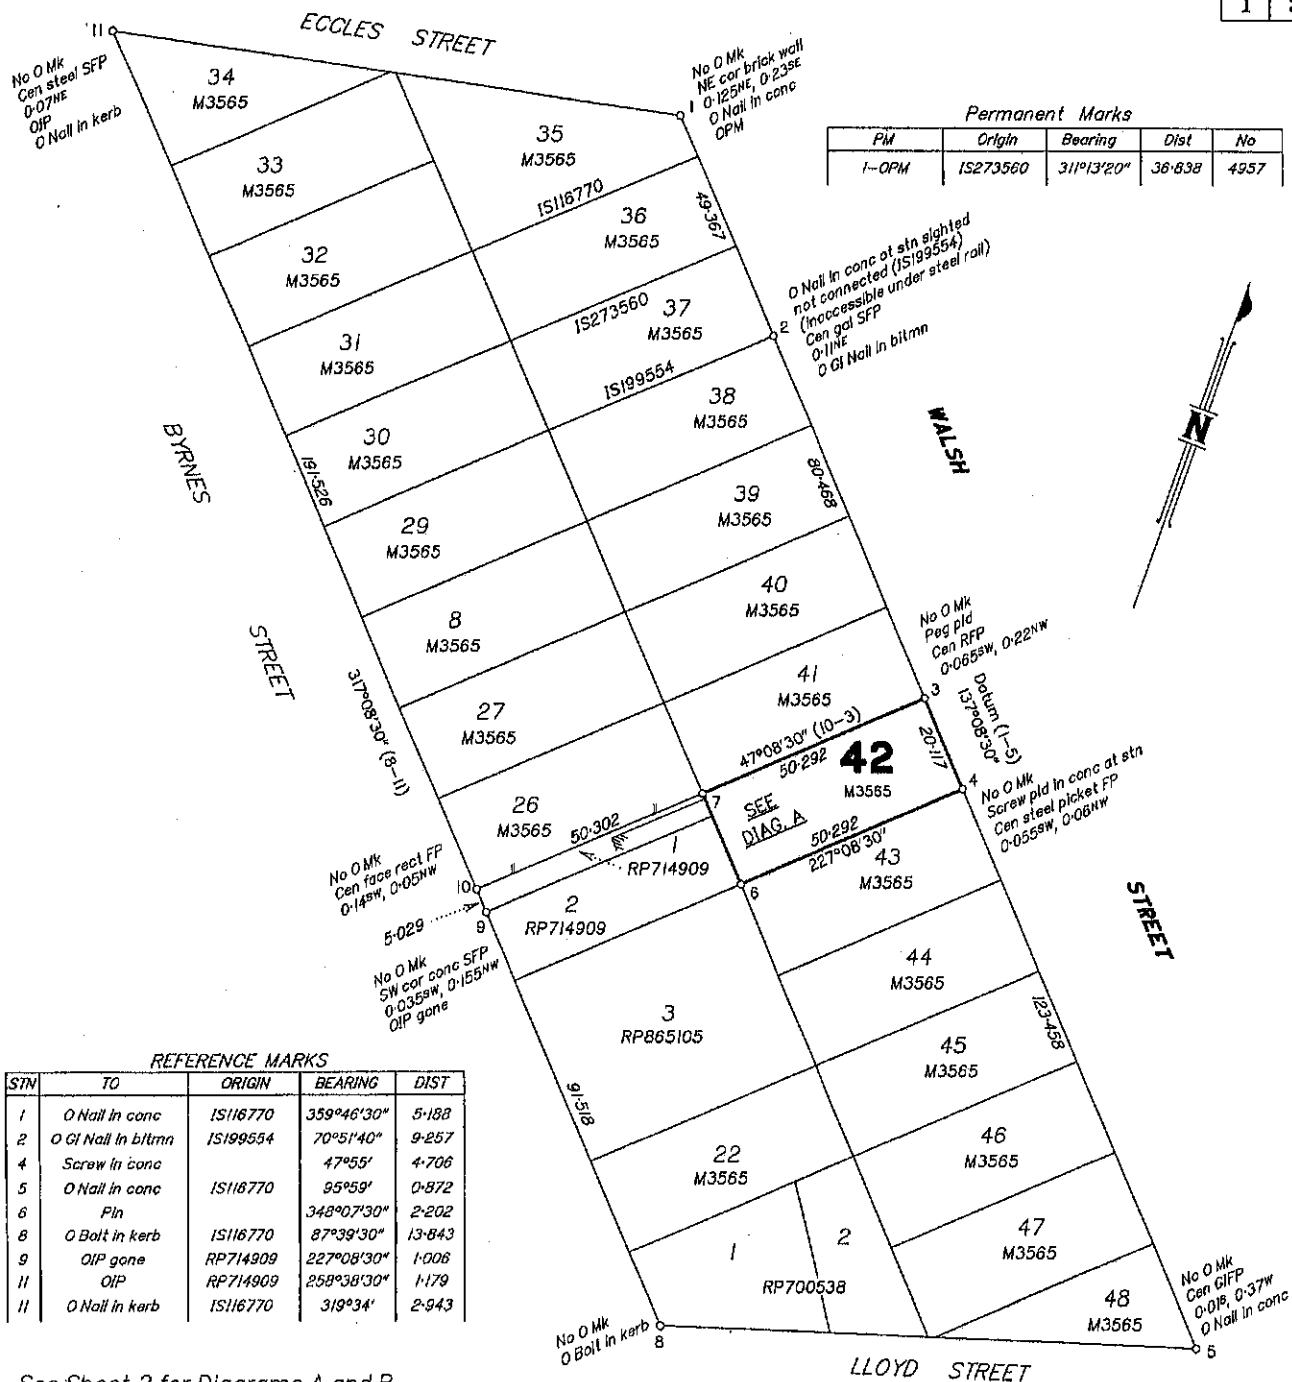 1
ECCLES STREET
11
No O Mk
Cen steel SFP
0·07NE
OIP
O Nail in kerb
No O Mk
NE cor brick wall
0·125NE, 0·23SE
O Nail in conc
OPM
1
Permanent Marks
PM Origin Bearing Dist No
1-OPM IS273560 311°13'20" 36·838 4957
34
M3565
35
M3565
33
M3565
IS116770
36
M3565
49·367
32
M3565
IS273560
37
M3565
O Nail in conc at stn sighted
not connected (IS199554)
(Inaccessible under steel rail)
Cen gal SFP
0·11NE
O GI Nail in bitmn
2
31
M3565
IS199554
38
M3565
N
WALSH
STREET
BYRNES
STREET
30
M3565
191·526
80·468
39
M3565
29
M3565
40
M3565
8
M3565
317°08'30" (8-11)
41
M3565
No O Mk
Peg pld
Cen RFP
0·065SW, 0·22NW
3
Datum (1-5)
137°08'30"
27
M3565
47°08'30" (10-3)
50·292
42
M3565
20·117
4
No O Mk
Screw pld in conc at stn
Cen steel picket FP
0·055SW, 0·06NW
26
M3565
50·302
7
SEE
DIAG. A
50·292
227°08'30"
1
RP714909
43
M3565
6
No O Mk
Cen face rect FP
0·14SW, 0·05NW
10
5·029
9
2
RP714909
No O Mk
SW cor conc SFP
0·035SW, 0·155NW
OIP gone
44
M3565
3
RP865105
123·458
45
M3565
REFERENCE MARKS
STN TO ORIGIN BEARING DIST
1 O Nail in conc IS116770 359°46'30" 5·188
2 O GI Nail in bitmn IS199554 70°51'40" 9·257
4 Screw in conc 47°55' 4·706
5 O Nail in conc IS116770 95°59' 0·872
6 Pin 348°07'30" 2·202
8 O Bolt in kerb IS116770 87°39'30" 13·843
9 OIP gone RP714909 227°08'30" 1·006
11 OIP RP714909 258°38'30" 1·179
11 O Nail in kerb IS116770 319°34' 2·943
91·518
46
M3565
22
M3565
47
M3565
1
2
RP700538
48
M3565
No O Mk
Cen GIFP
0·01S, 0·37W
O Nail in conc
5
No O Mk
O Bolt in kerb
8
LLOYD STREET
See Sheet 2 for Diagrams A and B